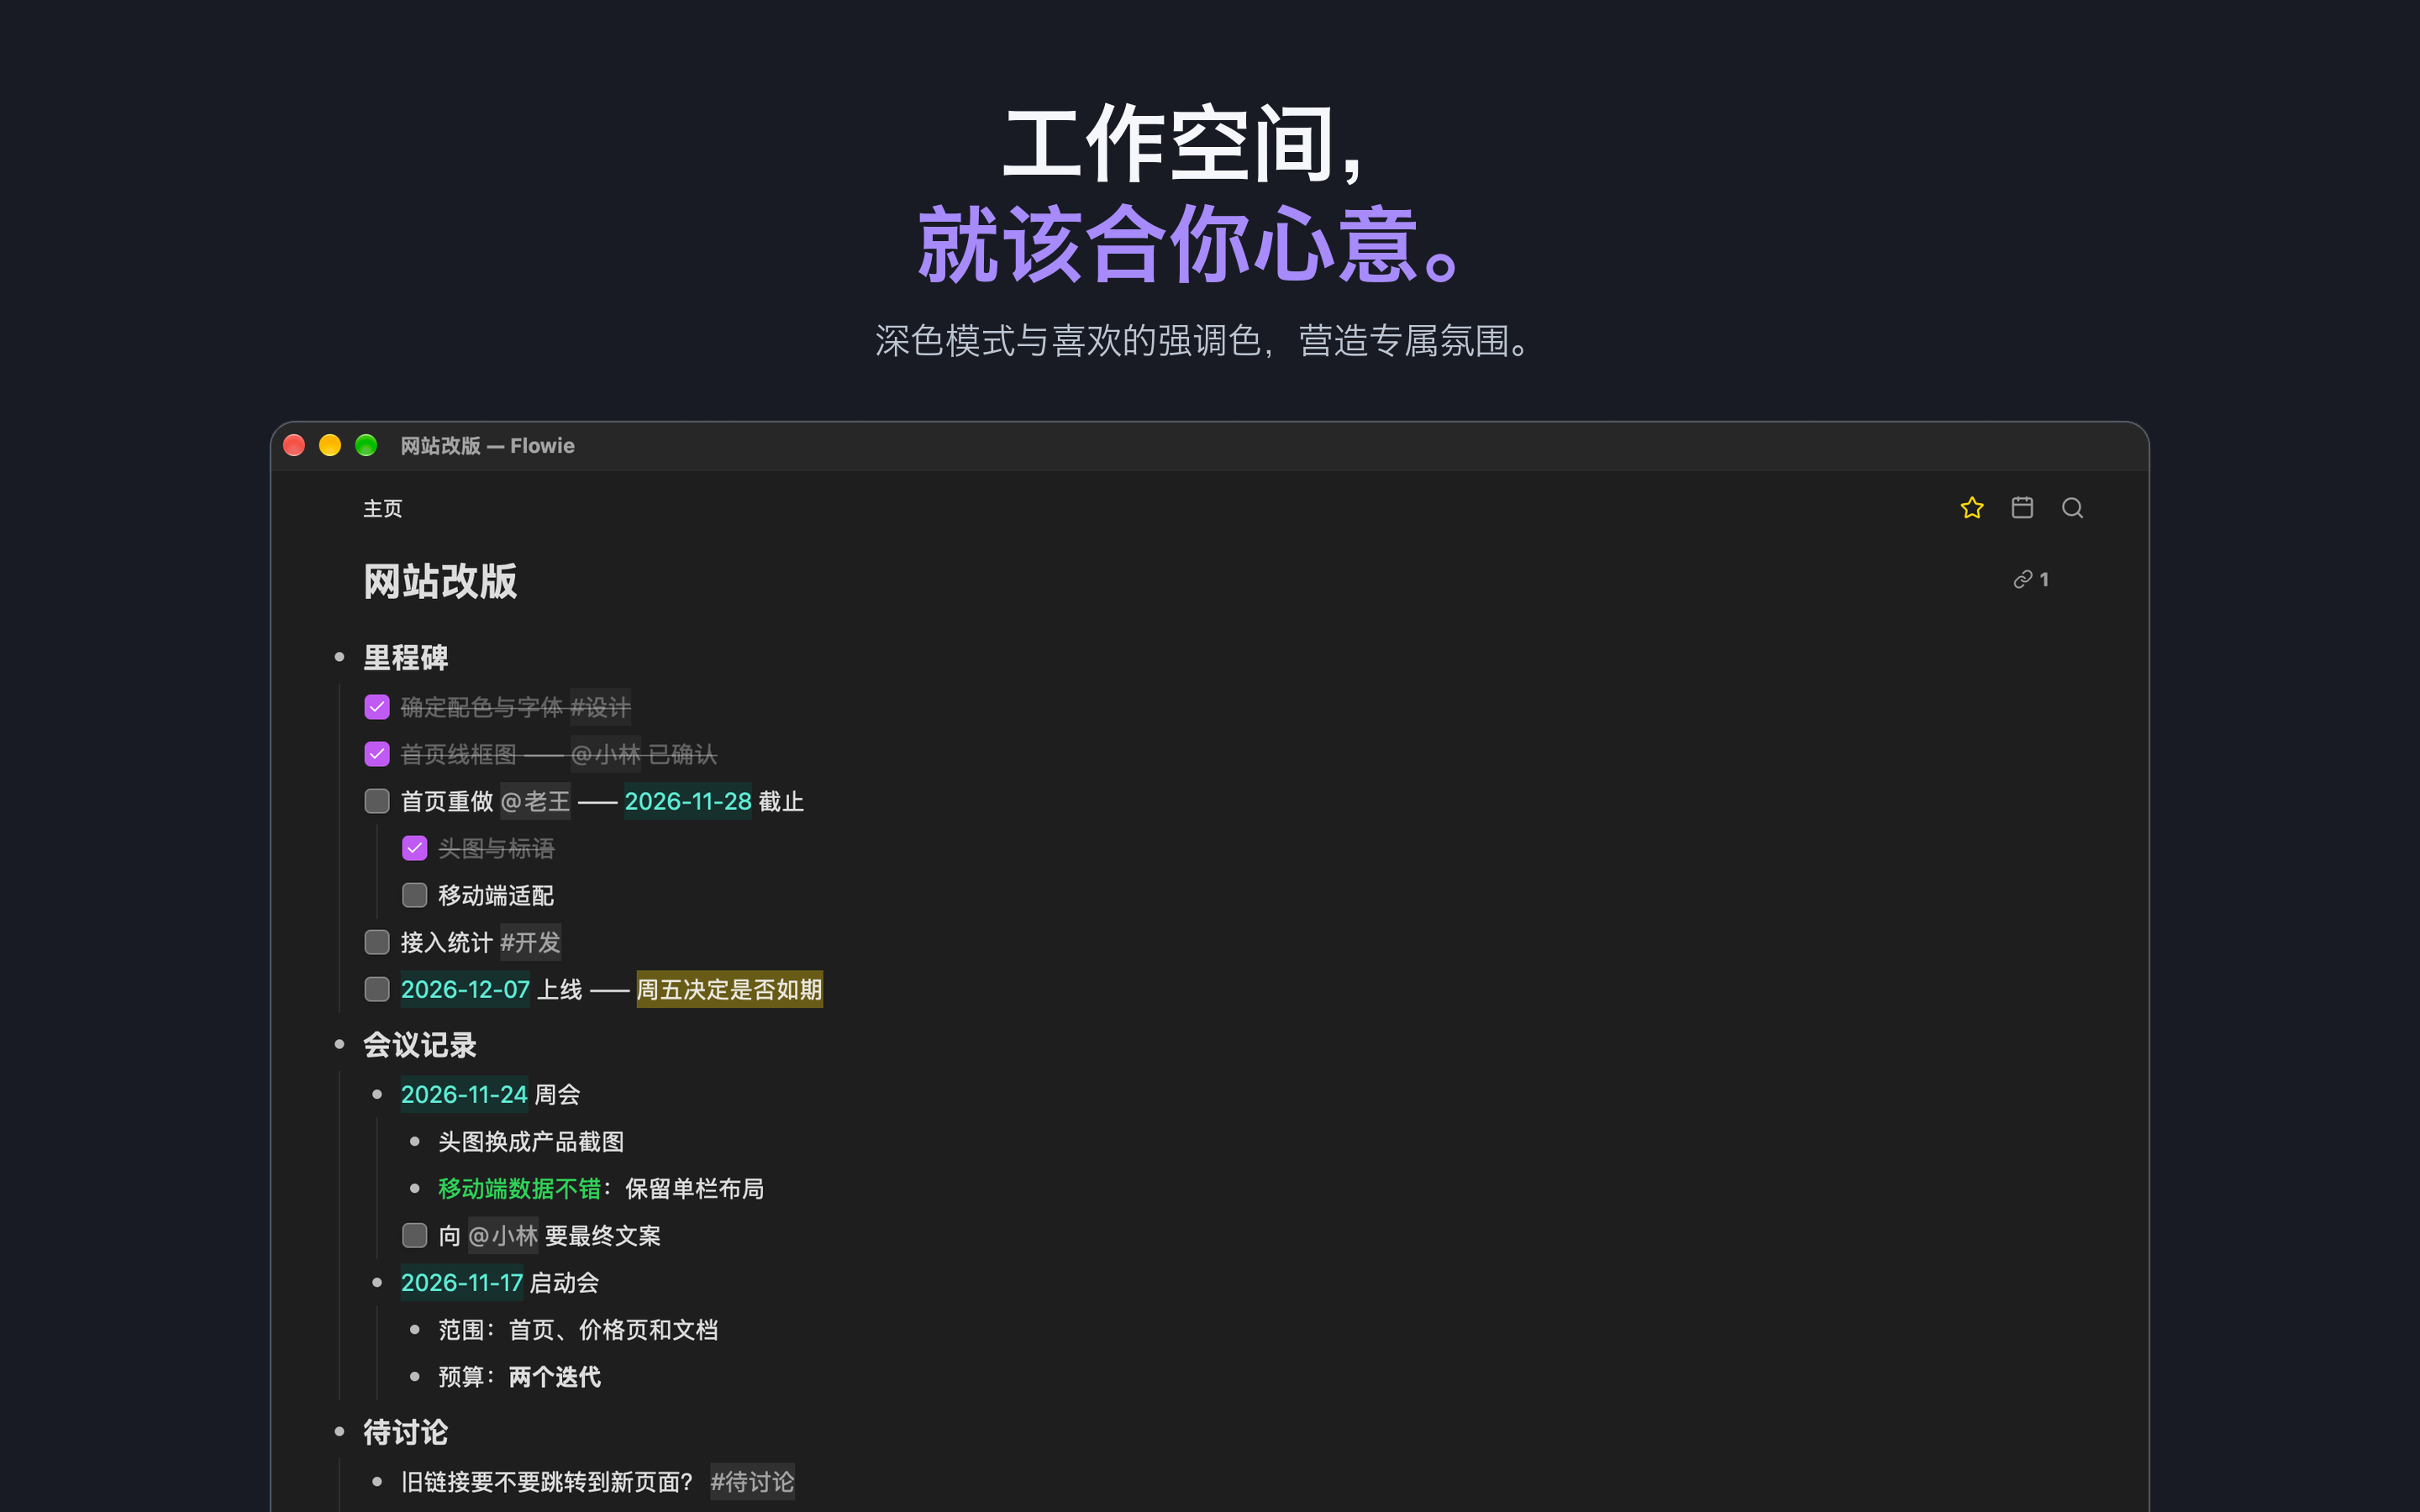 工作空间，
就该合你心意。
深色模式与喜欢的强调色，营造专属氛围。
网站改版 — Flowie
主页
网站改版
1
里程碑
确定配色与字体 #设计
首页线框图 —— @小林 已确认
首页重做 @老王 —— 2026-11-28 截止
头图与标语
移动端适配
接入统计 #开发
2026-12-07 上线 —— 周五决定是否如期
会议记录
2026-11-24 周会
头图换成产品截图
移动端数据不错：保留单栏布局
向 @小林 要最终文案
2026-11-17 启动会
范围：首页、价格页和文档
预算：两个迭代
待讨论
旧链接要不要跳转到新页面？ #待讨论